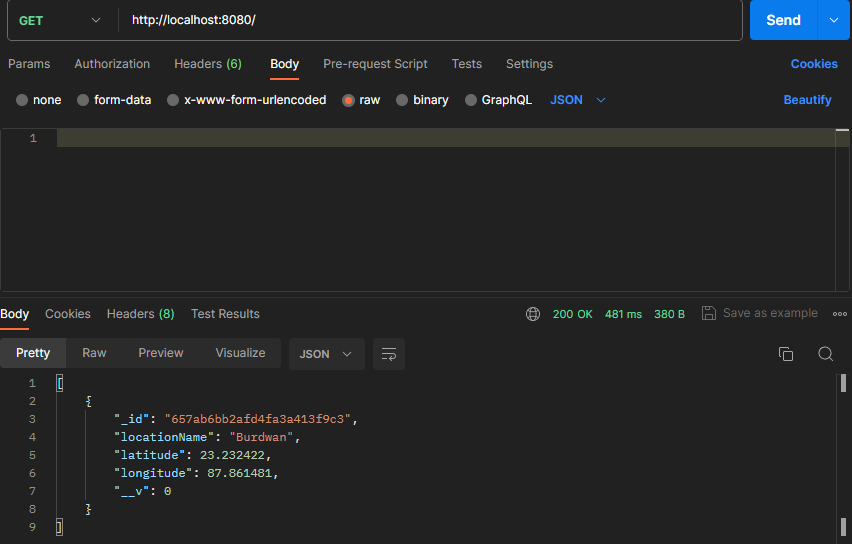 GET http://localhost:8080/ Send
Params Authorization Headers (6) Body Pre-request Script Tests Settings Cookies
none form-data x-www-form-urlencoded raw binary GraphQL JSON Beautify
1
Body Cookies Headers (8) Test Results 200 OK 481 ms 380 B Save as example
Pretty Raw Preview Visualize JSON
1 [
2 {
3 "_id": "657ab6bb2afd4fa3a413f9c3",
4 "locationName": "Burdwan",
5 "latitude": 23.232422,
6 "longitude": 87.861481,
7 "__v": 0
8 }
9 ]